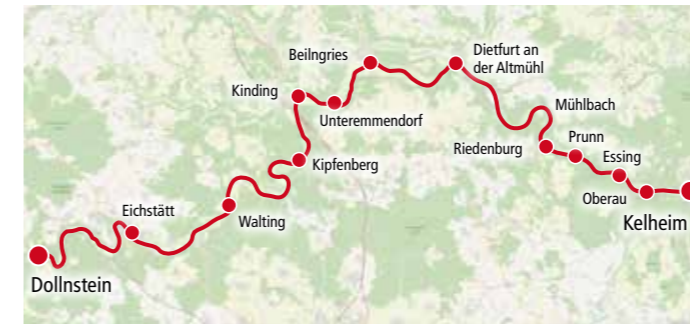 Beilngries
Dietfurt an
der Altmühl
Kinding
Mühlbach
Unteremmendorf
Prunn
Riedenburg
Essing
Kipfenberg
Oberau
Eichstätt
Walting
Kelheim
Dollnstein